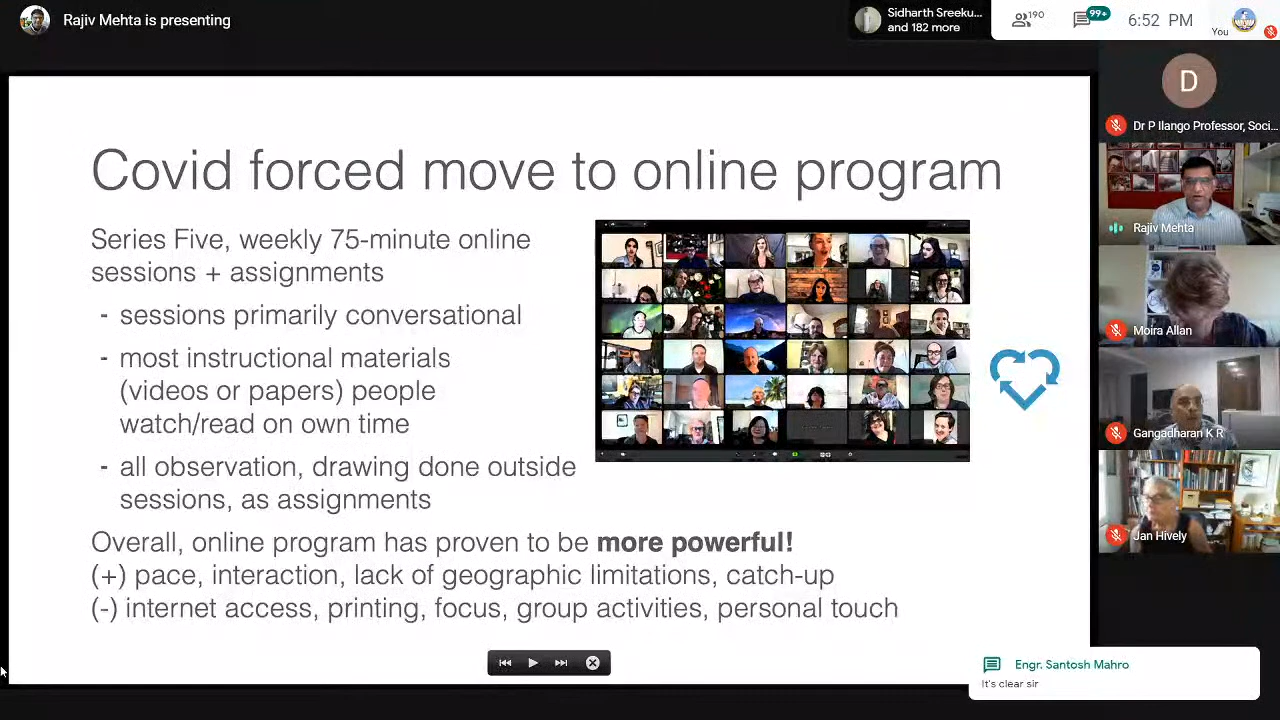 Rajiv Mehta is presenting
Sidharth Sreeku...
and 182 more
190
99+
6:52 PM
You
D
Dr P Ilango Professor, Soci...
Rajiv Mehta
Moira Allan
Gangadharan K R
Jan Hively
Covid forced move to online program
Series Five, weekly 75-minute online
sessions + assignments
- sessions primarily conversational
- most instructional materials
(videos or papers) people
watch/read on own time
- all observation, drawing done outside
sessions, as assignments
Overall, online program has proven to be more powerful!
(+) pace, interaction, lack of geographic limitations, catch-up
(-) internet access, printing, focus, group activities, personal touch
Engr. Santosh Mahro
It's clear sir